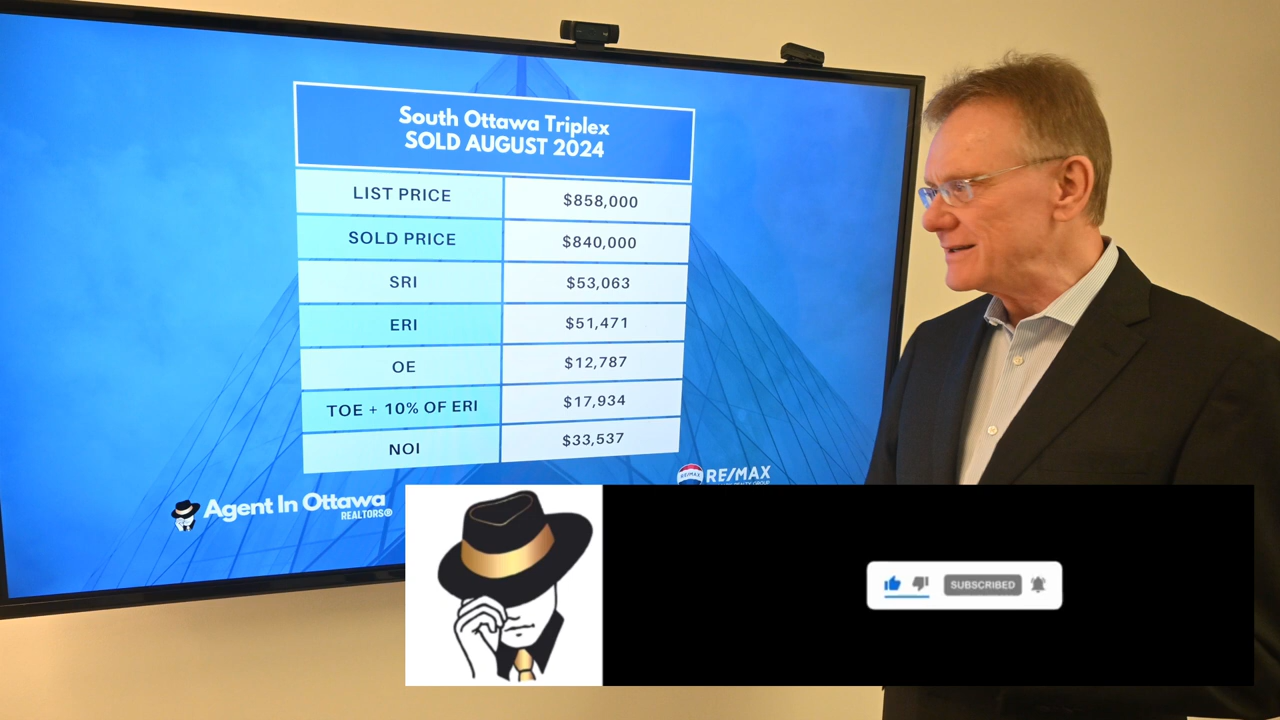 South Ottawa Triplex
SOLD AUGUST 2024
LIST PRICE $858,000
SOLD PRICE $840,000
SRI $53,063
ERI $51,471
OE $12,787
TOE + 10% OF ERI $17,934
NOI $33,537
Agent In Ottawa
REALTORS®
RE/MAX
RE/MAX
SUBSCRIBED